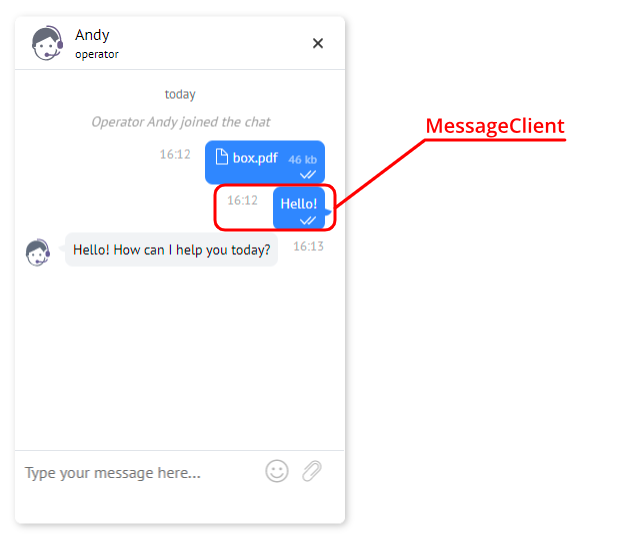 Andy
operator
today
Operator Andy joined the chat
16:12 box.pdf 46 kb
16:12 Hello!
Hello! How can I help you today? 16:13
Type your message here...
MessageClient